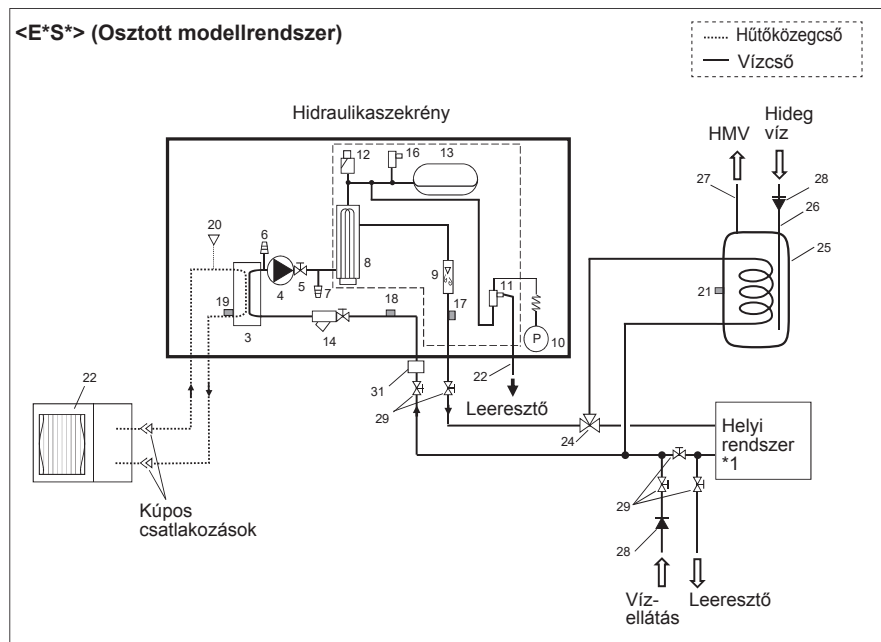 <E*S*> (Osztott modellrendszer)
Hűtőközegcső
Vízcső
Hidraulikaszekrény
HMV
Hideg
víz
12
16
13
27
28
26
20
6
25
8
9
4
5
7
11
21
19
3
18
17
14
P
10
22
31
22
29
Leeresztő
24
Helyi
rendszer
*1
Kúpos
csatlakozások
29
28
Víz-
ellátás
Leeresztő